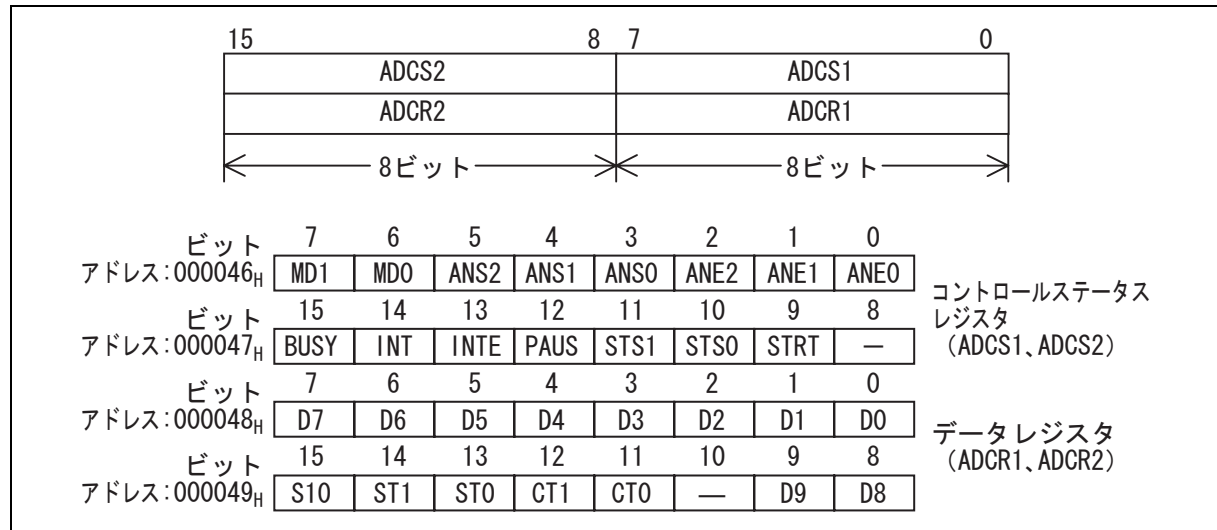 15 8 7 0
ADCS2 ADCS1
ADCR2 ADCR1
8ビット 8ビット
ビット 7 6 5 4 3 2 1 0
アドレス:000046H MD1 MD0 ANS2 ANS1 ANS0 ANE2 ANE1 ANE0
ビット 15 14 13 12 11 10 9 8
アドレス:000047H BUSY INT INTE PAUS STS1 STS0 STRT —
コントロールステータス
レジスタ
(ADCS1、ADCS2)
ビット 7 6 5 4 3 2 1 0
アドレス:000048H D7 D6 D5 D4 D3 D2 D1 D0
ビット 15 14 13 12 11 10 9 8
アドレス:000049H S10 ST1 ST0 CT1 CT0 — D9 D8
データレジスタ
(ADCR1、ADCR2)